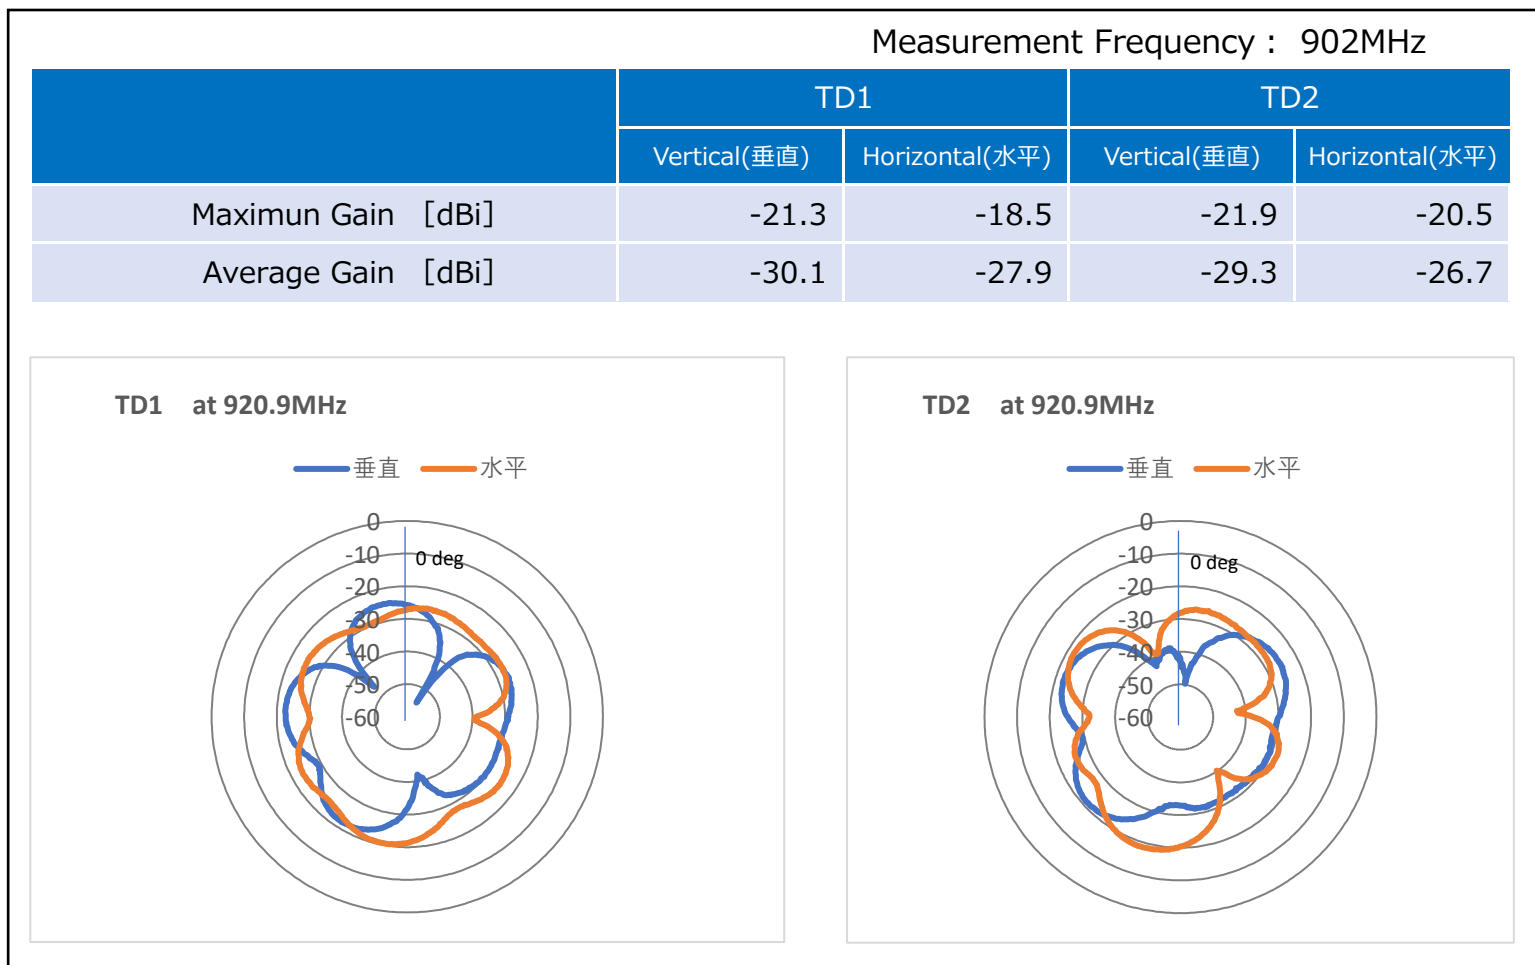 Measurement Frequency : 902MHz
TD1 TD2
Vertical(垂直) Horizontal(水平) Vertical(垂直) Horizontal(水平)
Maximun Gain [dBi] -21.3 -18.5 -21.9 -20.5
Average Gain [dBi] -30.1 -27.9 -29.3 -26.7
TD1 at 920.9MHz
垂直 水平
0
-10
0 deg
-20
-30
-40
-50
-60
TD2 at 920.9MHz
垂直 水平
0
-10
0 deg
-20
-30
-40
-50
-60